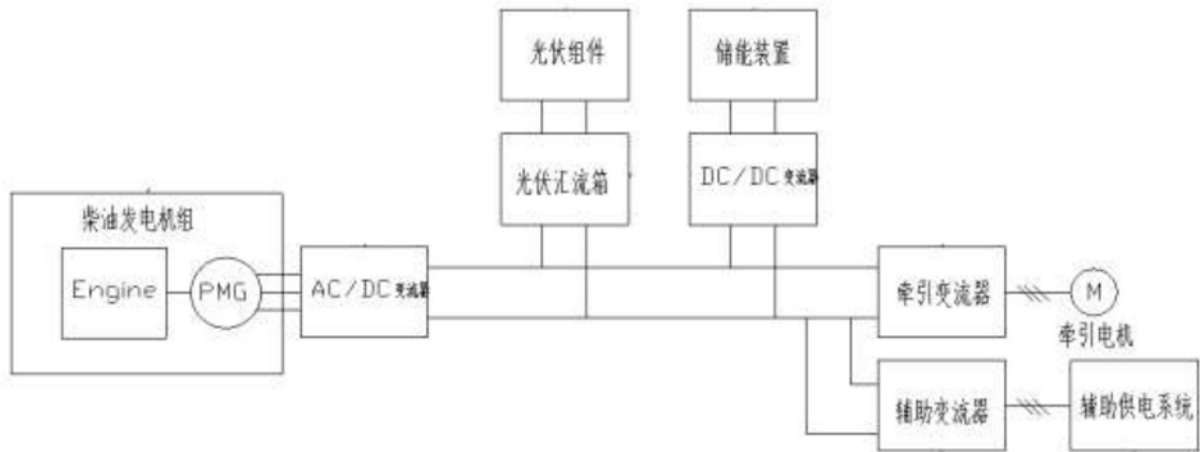 光伏组件
储能装置
光伏汇流箱
DC/DC变流器
柴油发电机组
Engine
PMG
AC/DC变流器
牵引变流器
M
牵引电机
辅助变流器
辅助供电系统